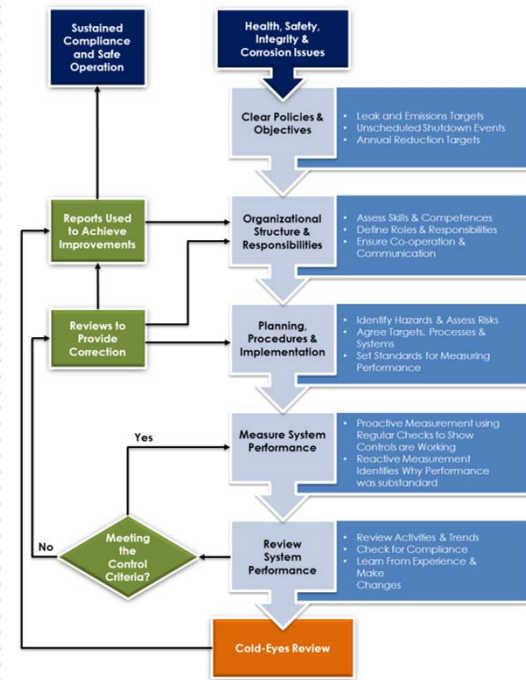 Sustained
Compliance
and Safe
Operation
Health, Safety,
Integrity &
Corrosion Issues
Clear Policies &
Objectives
• Leak and Emissions Targets
• Unscheduled Shutdown Events
• Annual Reduction Targets
Reports Used
to Achieve
Improvements
Organizational
Structure &
Responsibilities
• Assess Skills & Competences
• Define Roles & Responsibilities
• Ensure Co-operation &
Communication
Reviews to
Provide
Correction
Planning,
Procedures &
Implementation
• Identify Hazards & Assess Risks
• Agree Targets, Processes &
Systems
• Set Standards for Measuring
Performance
Yes
Measure System
Performance
• Proactive Measurement using
Regular Checks to Show
Controls are Working
• Reactive Measurement
Identifies Why Performance
was substandard
No
Meeting
the
Control
Criteria?
Review
System
Performance
• Review Activities & Trends
• Check for Compliance
• Learn From Experience &
Make
Changes
Cold-Eyes Review